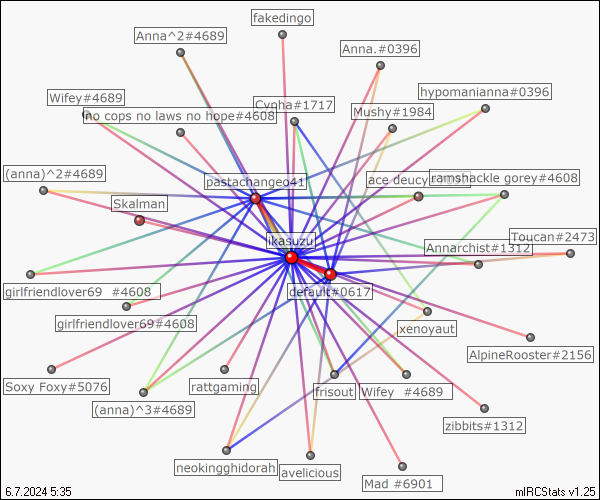 fakedingo
Anna^2#4689
Anna.#0396
Wifey#4689
hypomanianna#0396
no cops no laws no hope#4608
Cypha#1717
Mushy#1984
(anna)^2#4689
pastachangeo41
ace deuce
ramshackle gorey#4608
Skalman
ikasuzu
Toucan#2473
Annarchist#1312
girlfriendlover69 #4608
default#0617
girlfriendlover69#4608
xenoyaut
AlpineRooster#2156
Soxy Foxy#5076
rattgaming
frisout
Wifey #4689
(anna)^3#4689
zibbits#1312
neokingghidorah
avelicious
Mad #6901
6.7.2024 5:35
mIRCStats v1.25